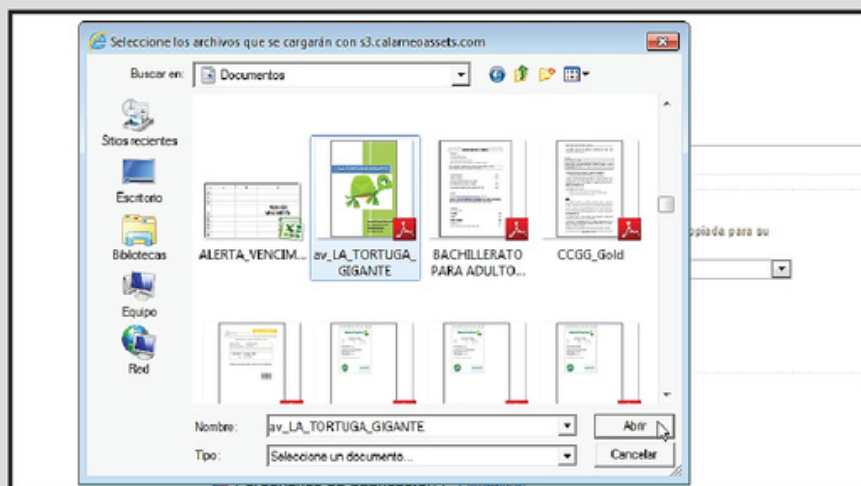 Seleccione los archivos que se cargarán con s3.calameoassets.com
Buscar en:
Documentos
Sitios recientes
Escritorio
Bibliotecas
Equipo
Red
ALERTA_VENCIM...
av_LA_TORTUGA_
GIGANTE
BACHILLERATO
PARA ADULTO...
CCGG_Gold
opiada para su
Nombre:
av_LA_TORTUGA_GIGANTE
Abrir
Tipo:
Seleccione un documento...
Cancelar